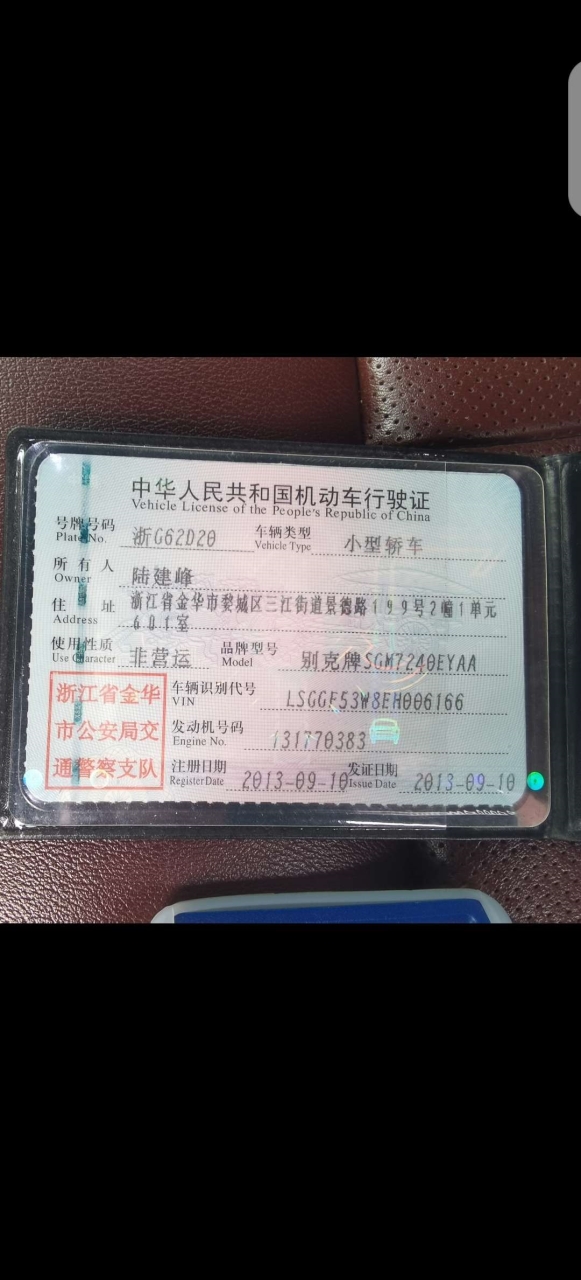 中华人民共和国机动车行驶证
Vehicle License of the People's Republic of China
号牌号码 浙G62D20 车辆类型 小型轿车
Plate No. Vehicle Type
所有人 陆建峰
Owner
住址 浙江省金华市婺城区三江街道景德路199号2幢1单元
Address 601室
使用性质 非营运 品牌型号 别克牌SGM7240EYAA
Use Character Model
浙江省金华
市公安局交
通警察支队
车辆识别代号 LSGGF53W8EH006166
VIN
发动机号码 131770383
Engine No.
注册日期 2013-09-10 发证日期 2013-09-10
Register Date Issue Date